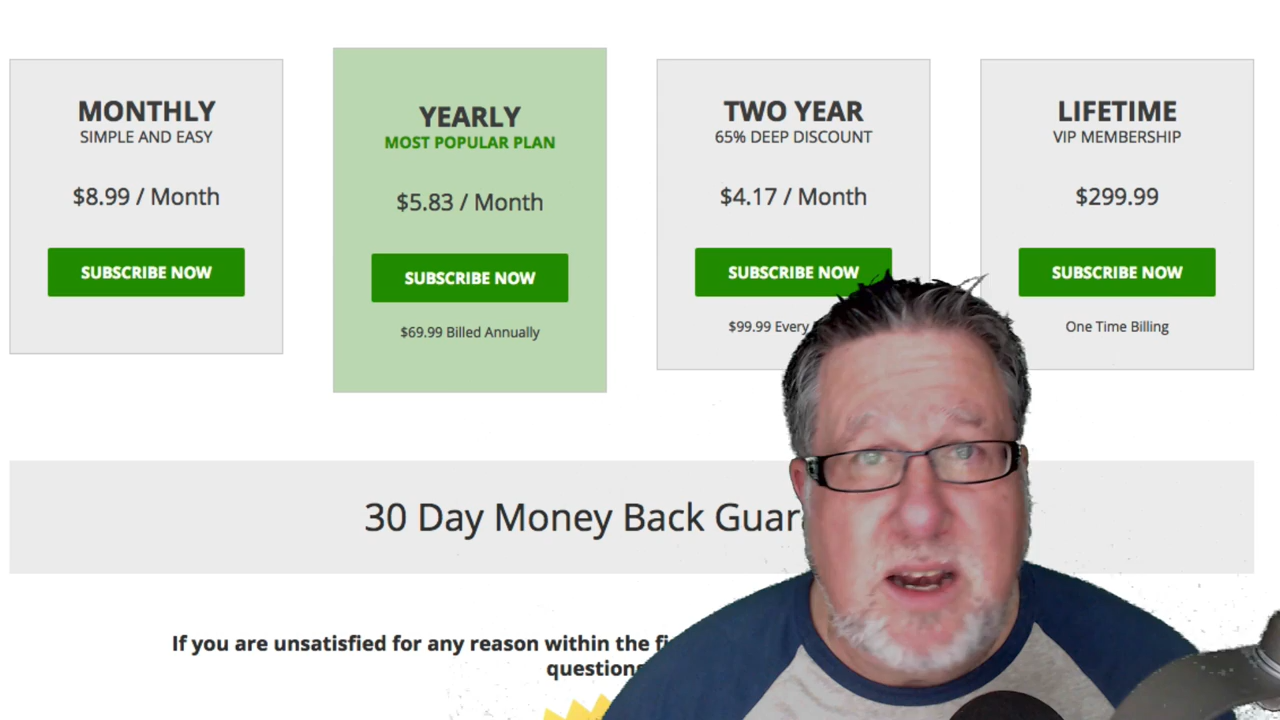 MONTHLY
SIMPLE AND EASY
$8.99 / Month
SUBSCRIBE NOW
YEARLY
MOST POPULAR PLAN
$5.83 / Month
SUBSCRIBE NOW
$69.99 Billed Annually
TWO YEAR
65% DEEP DISCOUNT
$4.17 / Month
SUBSCRIBE NOW
$99.99 Every
LIFETIME
VIP MEMBERSHIP
$299.99
SUBSCRIBE NOW
One Time Billing
30 Day Money Back
If you are unsatisfied for any reason within the